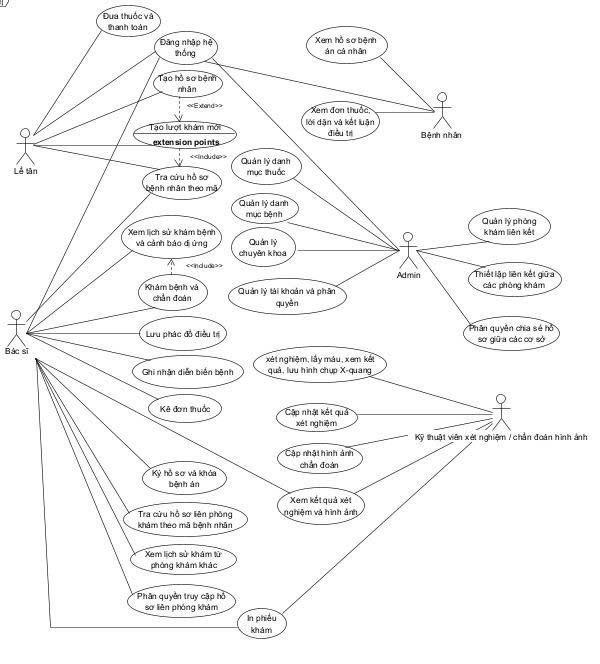 Đưa thuốc và
thanh toán
Đăng nhập hệ
thống
Xem hồ sơ bệnh
án cá nhân
Tạo hồ sơ bệnh
nhân
<<Extend>>
Xem đơn thuốc,
lời dặn và kết luận
điều trị
Bệnh nhân
Tạo lượt khám mới
extension points
<<Include>>
Lễ tân
Tra cứu hồ sơ
bệnh nhân theo mã
Quản lý danh
mục thuốc
Quản lý danh
mục bệnh
Quản lý
chuyên khoa
Quản lý tài khoản và phân
quyền
Admin
Quản lý phòng
khám liên kết
Thiết lập liên kết giữa
các phòng khám
Phân quyền chia sẻ hồ
sơ giữa các cơ sở
Xem lịch sử khám bệnh
và cảnh báo dị ứng
<<Include>>
Khám bệnh và
chẩn đoán
Bác sĩ
Lưu phác đồ điều trị
Ghi nhận diễn biến bệnh
Kê đơn thuốc
xét nghiệm, lấy máu, xem kết
quả, lưu hình chụp X-quang
Cập nhật kết quả
xét nghiệm
Kỹ thuật viên xét nghiệm / chẩn đoán hình ảnh
Cập nhật hình ảnh
chẩn đoán
Ký hồ sơ và khóa
bệnh án
Xem kết quả xét
nghiệm và hình ảnh
Tra cứu hồ sơ liên phòng
khám theo mã bệnh nhân
Xem lịch sử khám từ
phòng khám khác
Phân quyền truy cập hồ
sơ liên phòng khám
In phiếu
khám